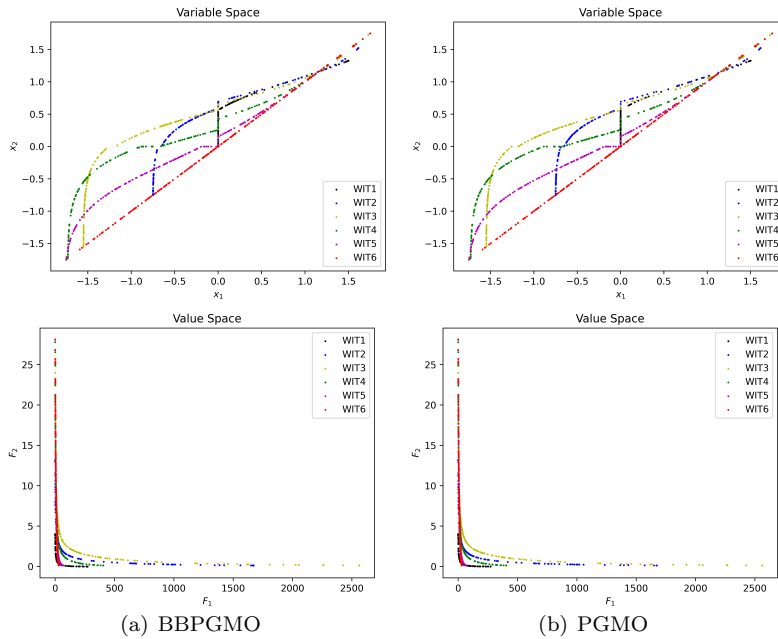 Variable Space
x₂
1.5
1.0
0.5
0.0
−0.5
−1.0
−1.5
WIT1
WIT2
WIT3
WIT4
WIT5
WIT6
−1.5 −1.0 −0.5 0.0 0.5 1.0 1.5
x₁
Variable Space
x₂
1.5
1.0
0.5
0.0
−0.5
−1.0
−1.5
WIT1
WIT2
WIT3
WIT4
WIT5
WIT6
−1.5 −1.0 −0.5 0.0 0.5 1.0 1.5
x₁
Value Space
F₂
25
20
15
10
5
0
WIT1
WIT2
WIT3
WIT4
WIT5
WIT6
0 500 1000 1500 2000 2500
F₁
Value Space
F₂
25
20
15
10
5
0
WIT1
WIT2
WIT3
WIT4
WIT5
WIT6
0 500 1000 1500 2000 2500
F₁
(a) BBPGMO
(b) PGMO